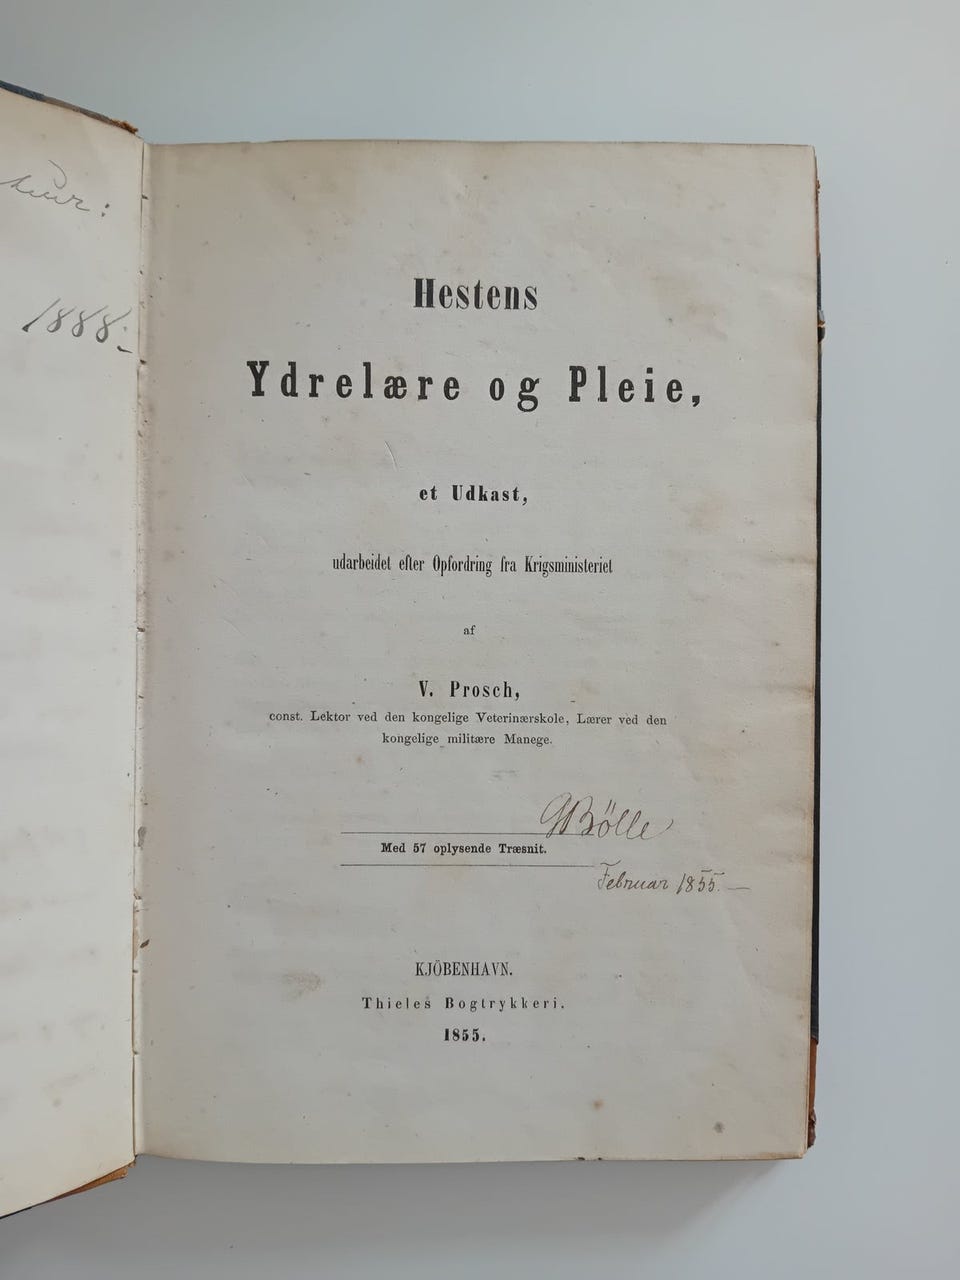 1888
Hestens
Ydrelære og Pleie,
et Udkast,
udarbeidet efter Opfordring fra Krigsministeriet
af
V. Prosch,
const. Lektor ved den kongelige Veterinærskole, Lærer ved den
kongelige militære Manege.
GBölle
Med 57 oplysende Træsnit.
Februar 1855.—
KJÖBENHAVN.
Thieles Bogtrykkeri.
1855.